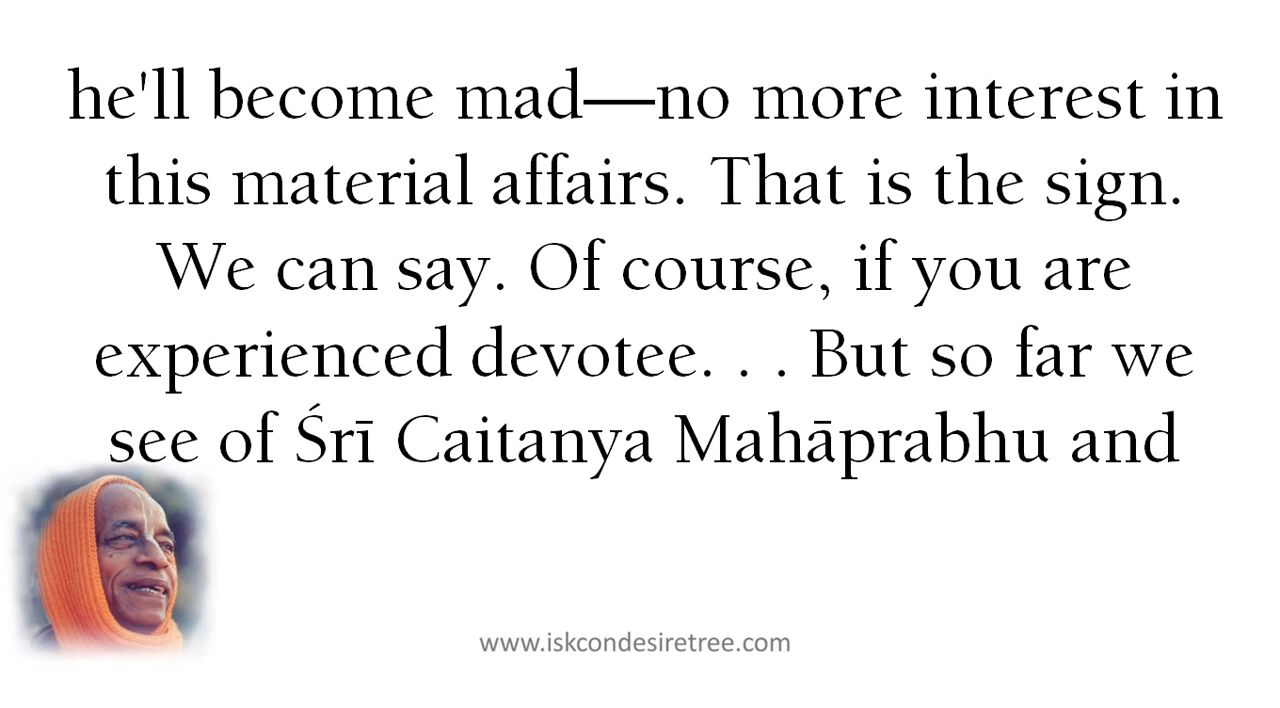 he'll become mad—no more interest in
this material affairs. That is the sign.
We can say. Of course, if you are
experienced devotee. . . But so far we
see of Śrī Caitanya Mahāprabhu and
www.iskcondesiretree.com